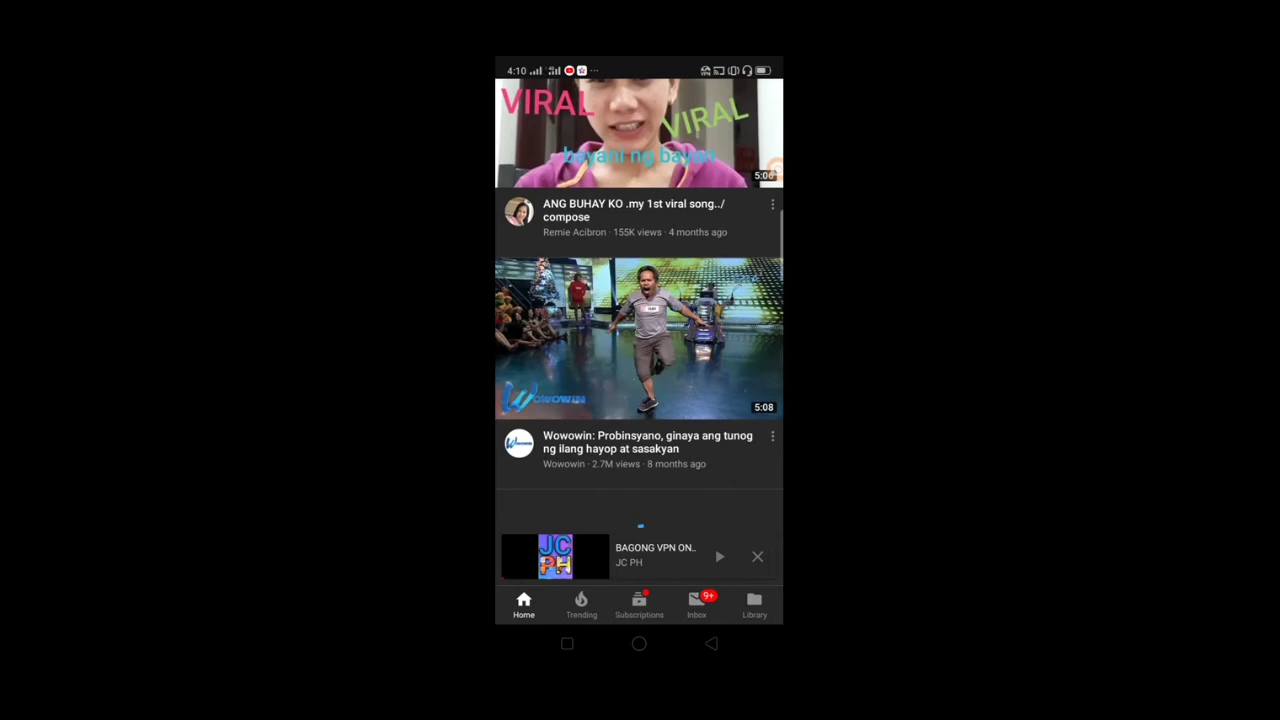 4:10
VIRAL
VIRAL
bayani ng bayan
5:06
ANG BUHAY KO .my 1st viral song../
compose
Remie Acibron · 155K views · 4 months ago
WOWOWIN
5:08
Wowowin: Probinsyano, ginaya ang tunog
ng ilang hayop at sasakyan
Wowowin · 2.7M views · 8 months ago
JC
PH
BAGONG VPN ON..
JC PH
9+
Home
Trending
Subscriptions
Inbox
Library